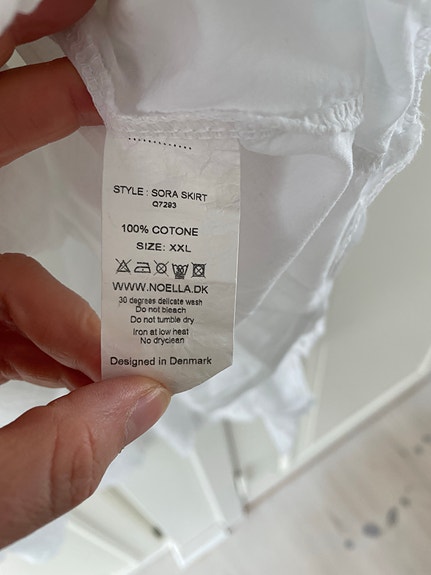 STYLE : SORA SKIRT
Q7293
100% COTONE
SIZE: XXL
WWW.NOELLA.DK
30 degrees delicate wash
Do not bleach
Do not tumble dry
Iron at low heat
No dryclean
Designed in Denmark